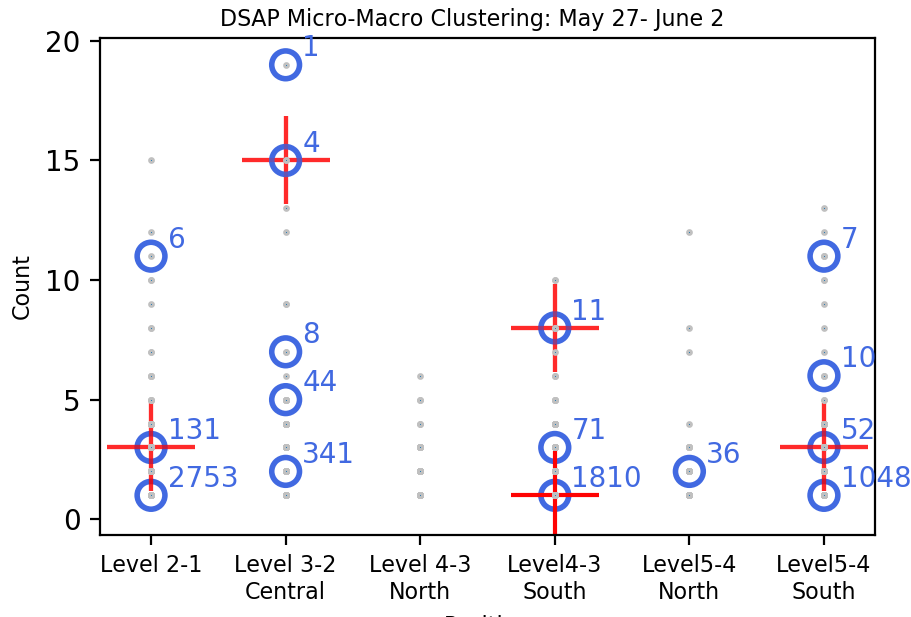 DSAP Micro-Macro Clustering: May 27- June 2
20
15
10
5
0
Count
1
4
6
7
8
11
10
44
131
71
52
341
36
2753
1810
1048
Level 2-1
Level 3-2
Central
Level 4-3
North
Level4-3
South
Level5-4
North
Level5-4
South